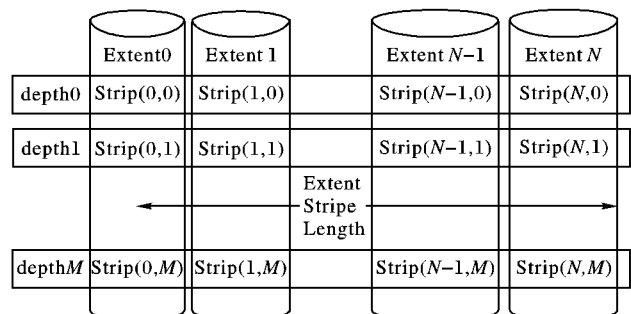 Extent0 Extent 1 Extent N−1 Extent N
depth0 Strip(0,0) Strip(1,0) Strip(N−1,0) Strip(N,0)
depth1 Strip(0,1) Strip(1,1) Strip(N−1,1) Strip(N,1)
Extent
Stripe
Length
depthM Strip(0,M) Strip(1,M) Strip(N−1,M) Strip(N,M)